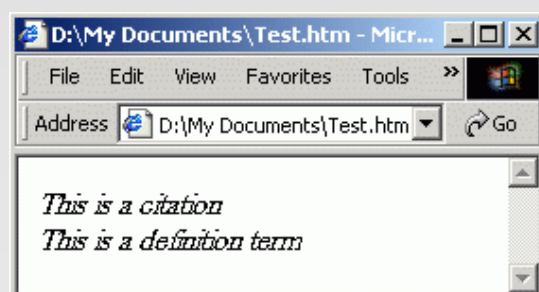 D:\My Documents\Test.htm - Micr...
File Edit View Favorites Tools »
Address D:\My Documents\Test.htm Go
This is a citation
This is a definition term